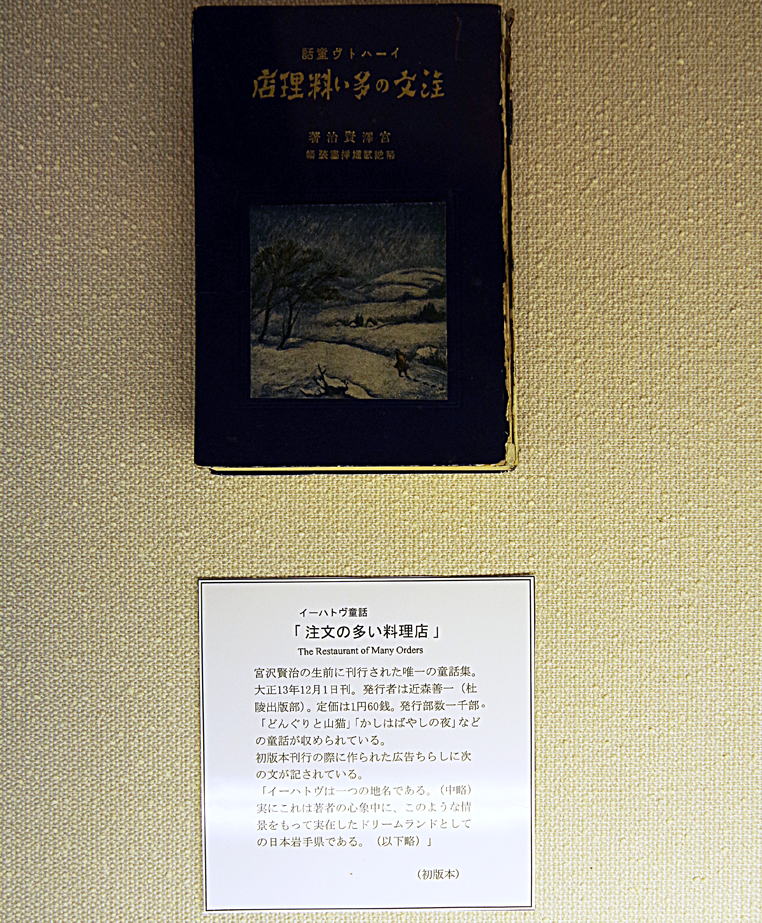 イーハトヴ童話
注文の多い料理店
宮澤賢治著
イーハトヴ童話
「 注文の多い料理店 」
The Restaurant of Many Orders
宮沢賢治の生前に刊行された唯一の童話集。
大正13年12月1日刊。発行者は近森善一（杜
陵出版部）。定価は1円60銭。発行部数一千部。
「どんぐりと山猫」「かしはばやしの夜」など
の童話が収められている。
初版本刊行の際に作られた広告ちらしに次
の文が記されている。
「イーハトヴは一つの地名である。（中略）
実にこれは著者の心象中に、このような情
景をもって実在したドリームランドとして
の日本岩手県である。（以下略）」
（初版本）